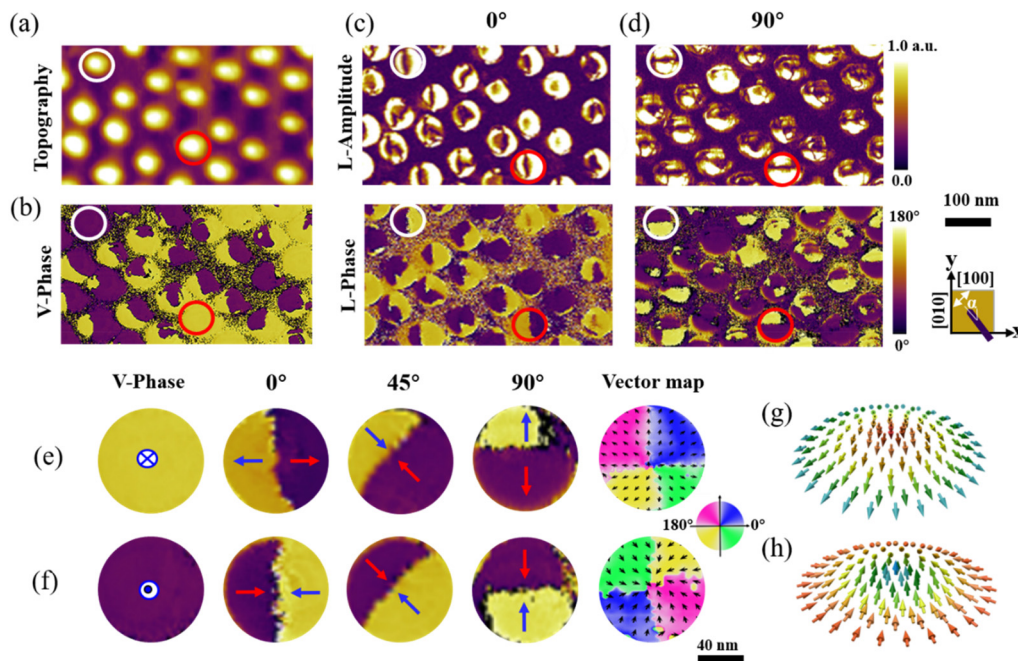 (a)
(c)
0°
(d)
90°
Topography
L-Amplitude
1.0 a.u.
0.0
(b)
V-Phase
L-Phase
180°
0°
100 nm
y
[100]
[010]
α
x
V-Phase
0°
45°
90°
Vector map
(e)
(g)
180°
0°
(f)
(h)
40 nm